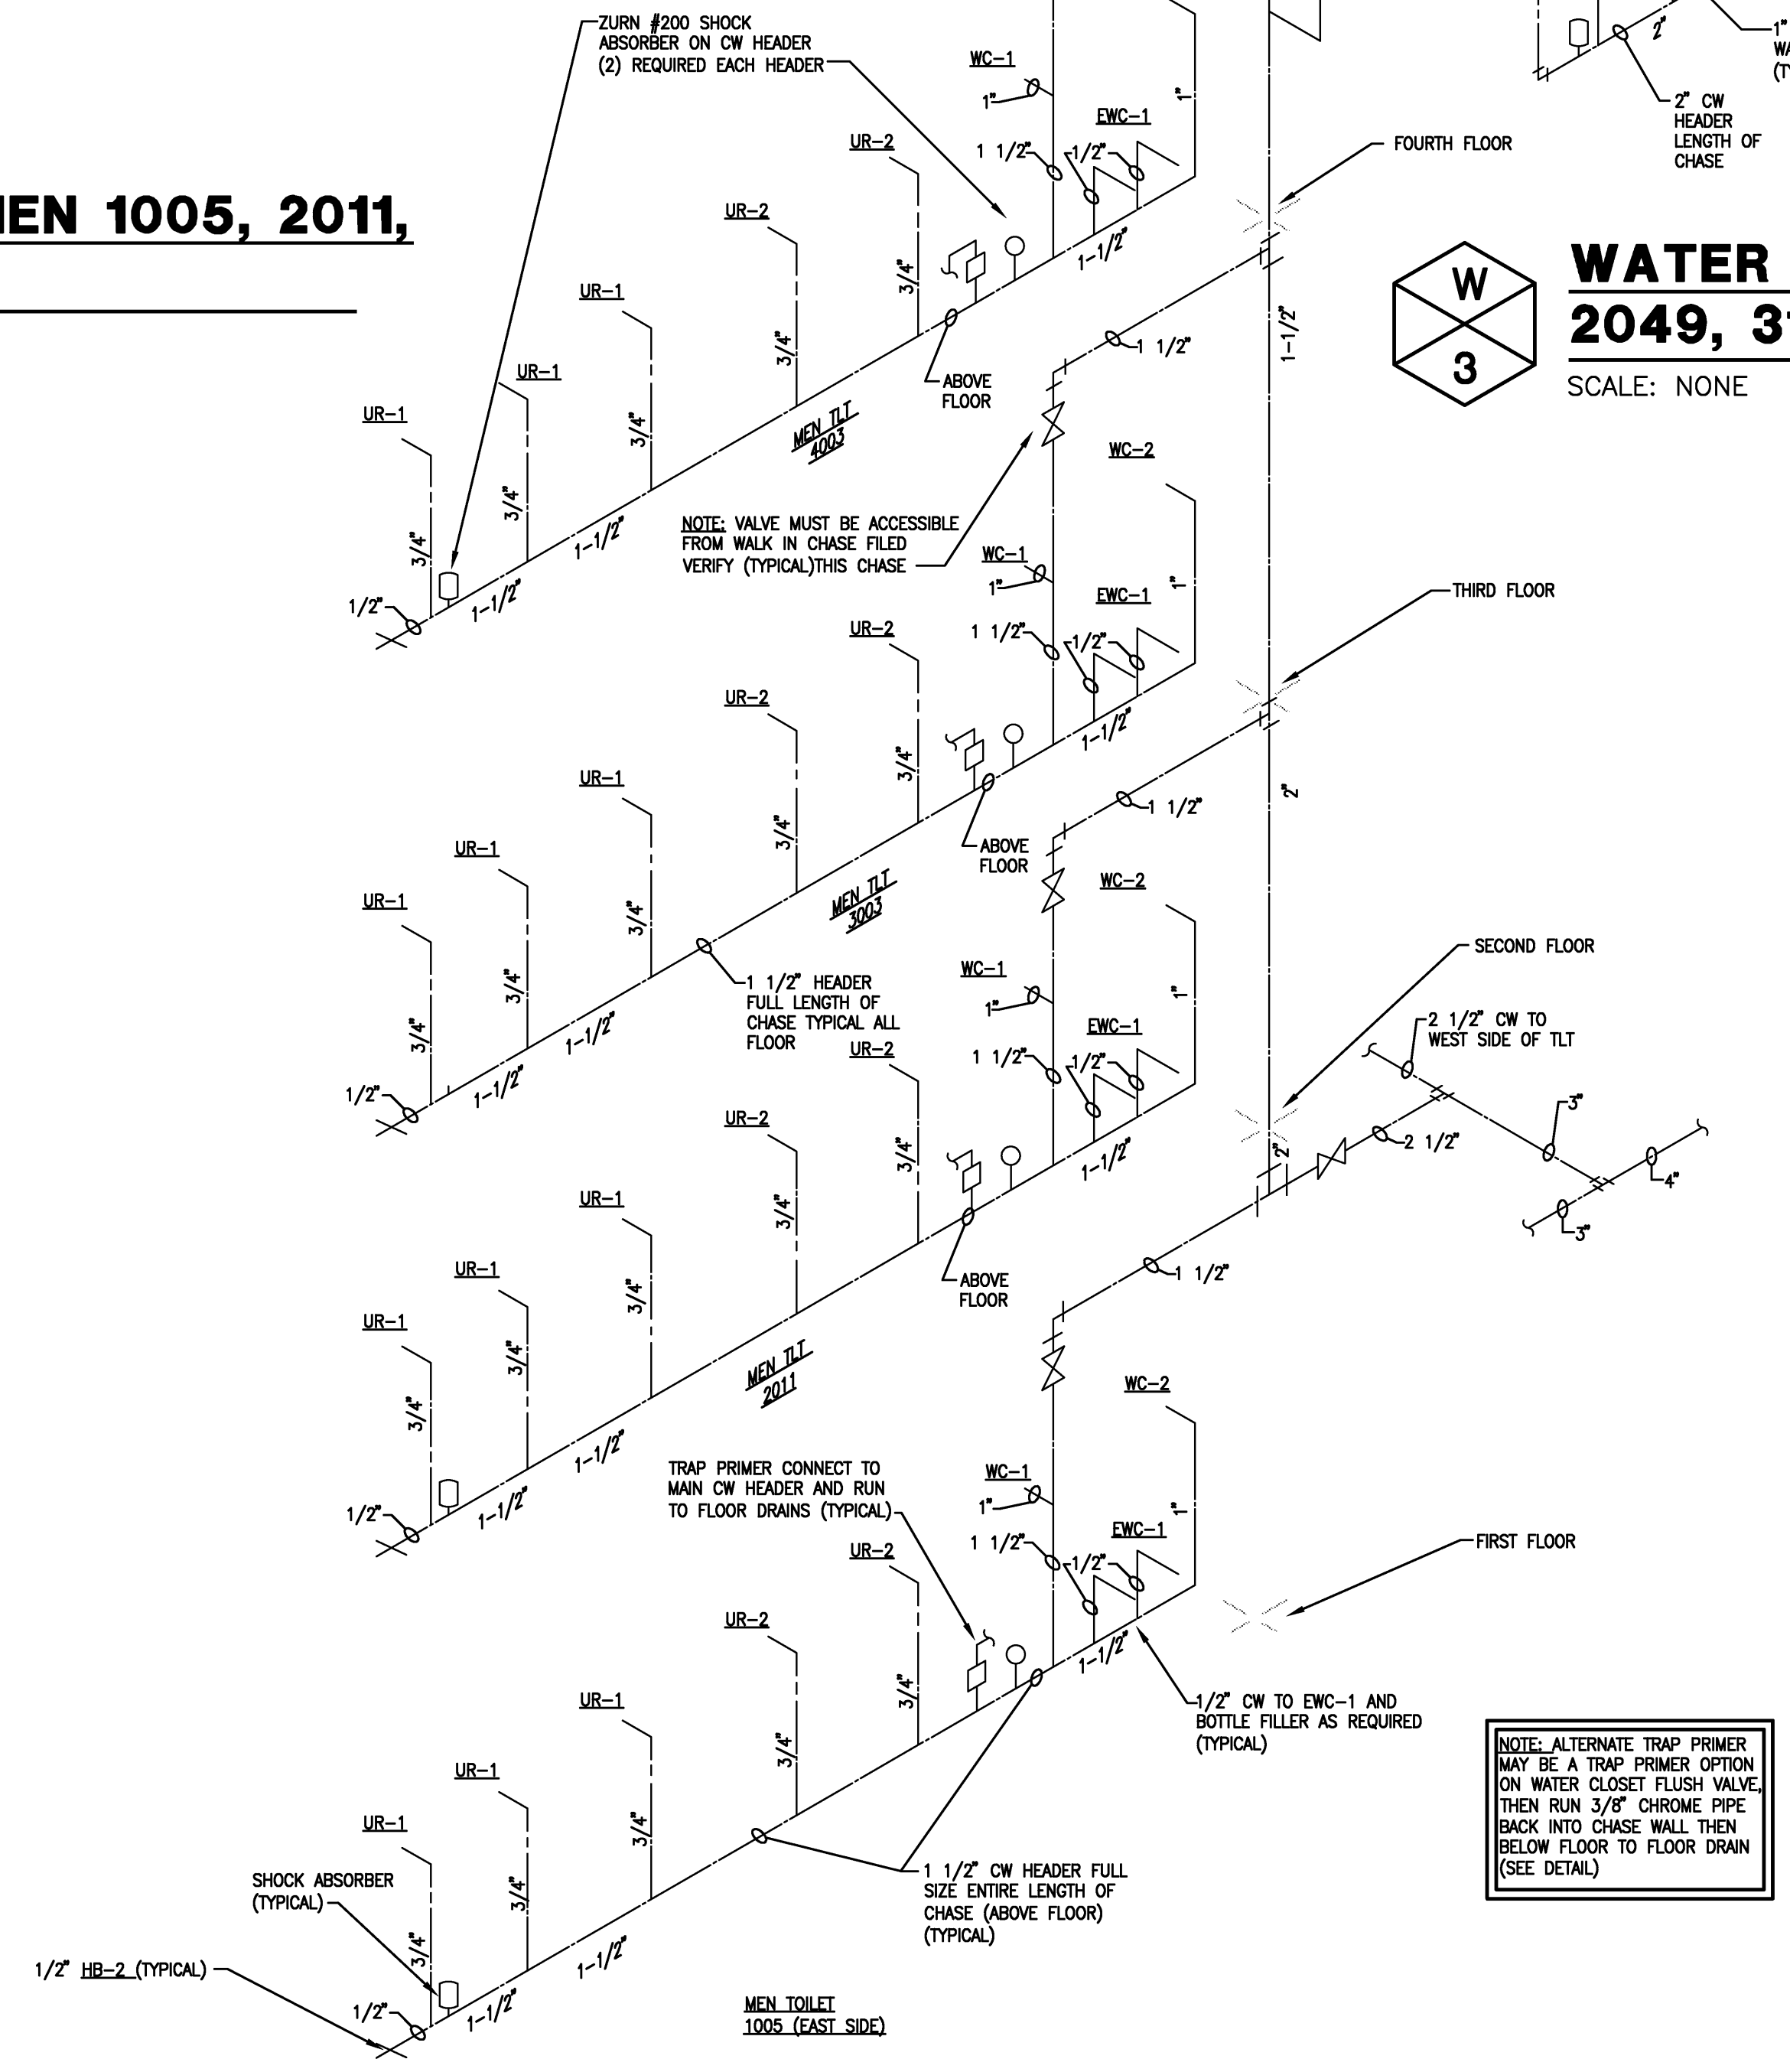 ZURN #200 SHOCK
ABSORBER ON CW HEADER
(2) REQUIRED EACH HEADER
WC-1
1"
1"
EWC-1
1 1/2"
1/2"
UR-2
3/4"
1-1/2"
UR-2
3/4"
UR-1
3/4"
UR-1
3/4"
UR-1
3/4"
1/2"
1-1/2"
1-1/2"
ABOVE
FLOOR
MEN TLT
4003
2"
1"
2" CW
HEADER
LENGTH OF
CHASE
FOURTH FLOOR
1005, 2011,
W
3
WATER
2049,
SCALE: NONE
1-1/2"
1 1/2"
NOTE: VALVE MUST BE ACCESSIBLE
FROM WALK IN CHASE FILED
VERIFY (TYPICAL)THIS CHASE
WC-2
WC-1
1"
1"
EWC-1
1 1/2"
1/2"
THIRD FLOOR
UR-2
3/4"
1-1/2"
UR-2
3/4"
UR-1
3/4"
UR-1
3/4"
UR-1
3/4"
1/2"
1-1/2"
1-1/2"
ABOVE
FLOOR
MEN TLT
3003
1 1/2" HEADER
FULL LENGTH OF
CHASE TYPICAL ALL
FLOOR
1 1/2"
2"
WC-2
WC-1
1"
1"
EWC-1
1 1/2"
1/2"
SECOND FLOOR
2 1/2" CW TO
WEST SIDE OF TLT
3"
4"
3"
2 1/2"
2"
UR-2
3/4"
1-1/2"
UR-2
3/4"
UR-1
3/4"
UR-1
3/4"
UR-1
3/4"
1/2"
1-1/2"
1-1/2"
ABOVE
FLOOR
MEN TLT
2011
1 1/2"
WC-2
WC-1
1"
1"
EWC-1
1 1/2"
1/2"
TRAP PRIMER CONNECT TO
MAIN CW HEADER AND RUN
TO FLOOR DRAINS (TYPICAL)
FIRST FLOOR
UR-2
3/4"
1-1/2"
UR-2
3/4"
UR-1
3/4"
UR-1
3/4"
UR-1
3/4"
1/2" CW TO EWC-1 AND
BOTTLE FILLER AS REQUIRED
(TYPICAL)
NOTE: ALTERNATE TRAP PRIMER
MAY BE A TRAP PRIMER OPTION
ON WATER CLOSET FLUSH VALVE,
THEN RUN 3/8" CHROME PIPE
BACK INTO CHASE WALL THEN
BELOW FLOOR TO FLOOR DRAIN
(SEE DETAIL)
1 1/2" CW HEADER FULL
SIZE ENTIRE LENGTH OF
CHASE (ABOVE FLOOR)
(TYPICAL)
SHOCK ABSORBER
(TYPICAL)
1/2" HB-2 (TYPICAL)
1/2"
1-1/2"
1-1/2"
MEN TOILET
1005 (EAST SIDE)